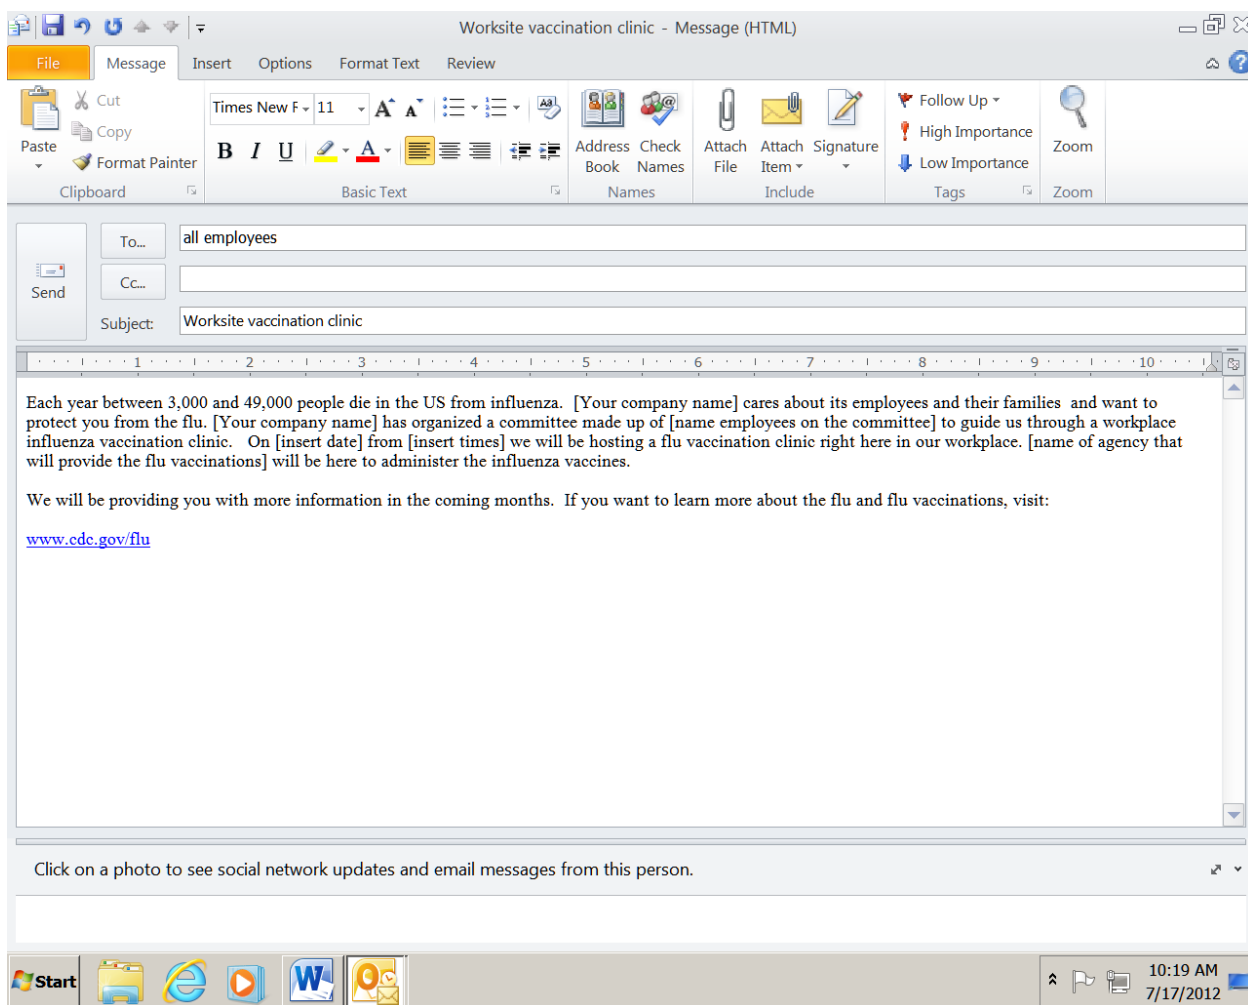 Worksite vaccination clinic - Message (HTML)
File Message Insert Options Format Text Review
Cut
Copy
Format Painter
Paste
Clipboard
Times New F 11
B I U
Basic Text
Address Book
Check Names
Names
Attach File
Attach Item
Signature
Include
Follow Up
High Importance
Low Importance
Tags
Zoom
Zoom
Send
To... all employees
Cc...
Subject: Worksite vaccination clinic
1 2 3 4 5 6 7 8 9 10
Each year between 3,000 and 49,000 people die in the US from influenza. [Your company name] cares about its employees and their families and want to
protect you from the flu. [Your company name] has organized a committee made up of [name employees on the committee] to guide us through a workplace
influenza vaccination clinic. On [insert date] from [insert times] we will be hosting a flu vaccination clinic right here in our workplace. [name of agency that
will provide the flu vaccinations] will be here to administer the influenza vaccines.
We will be providing you with more information in the coming months. If you want to learn more about the flu and flu vaccinations, visit:
www.cdc.gov/flu
Click on a photo to see social network updates and email messages from this person.
Start
10:19 AM
7/17/2012